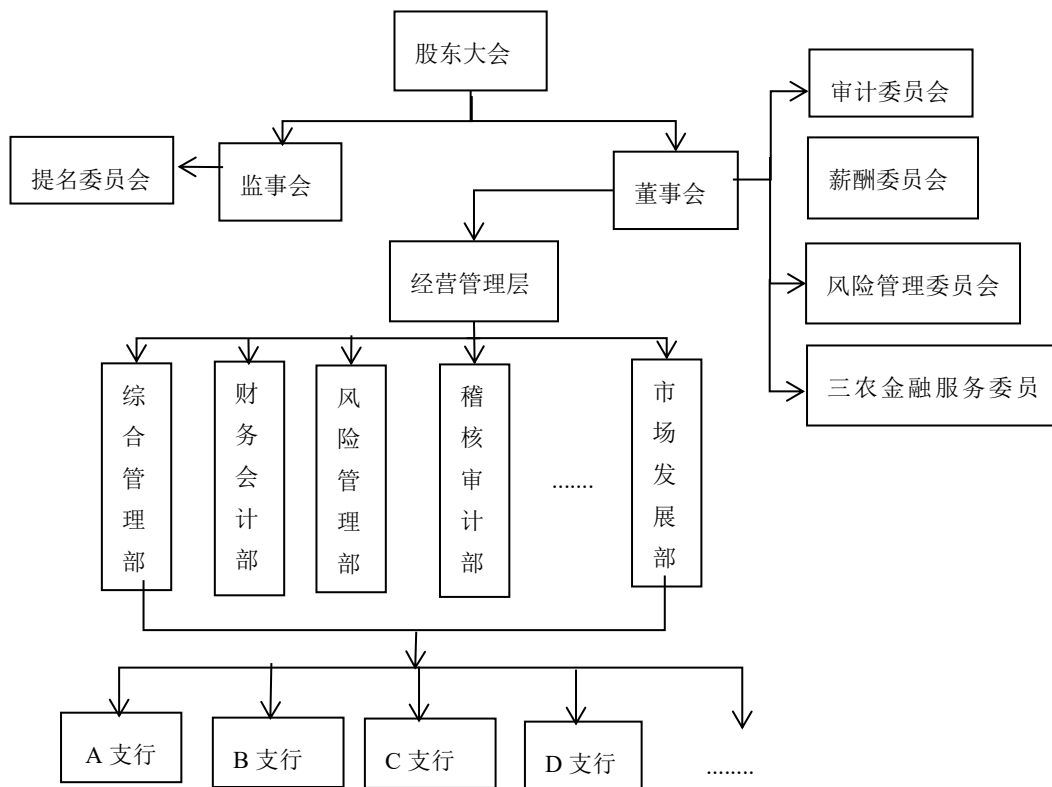 股东大会
审计委员会
提名委员会
监事会
董事会
薪酬委员会
经营管理层
风险管理委员会
综合管理部
财务会计部
风险管理部
稽核审计部
.......
市场发展部
三农金融服务委员
A 支行
B 支行
C 支行
D 支行
........